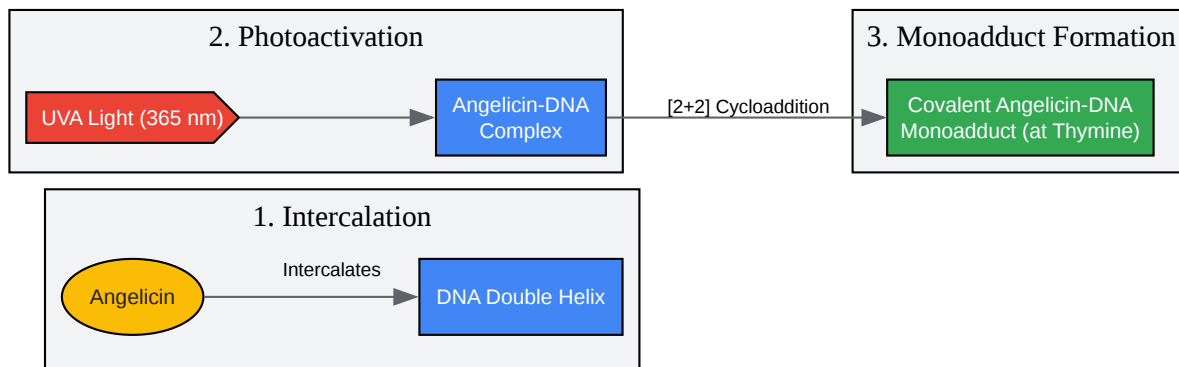 2. Photoactivation
UVA Light (365 nm)
Angelicin-DNA
Complex
[2+2] Cycloaddition
3. Monoadduct Formation
Covalent Angelicin-DNA
Monoadduct (at Thymine)
1. Intercalation
Angelicin
Intercalates
DNA Double Helix